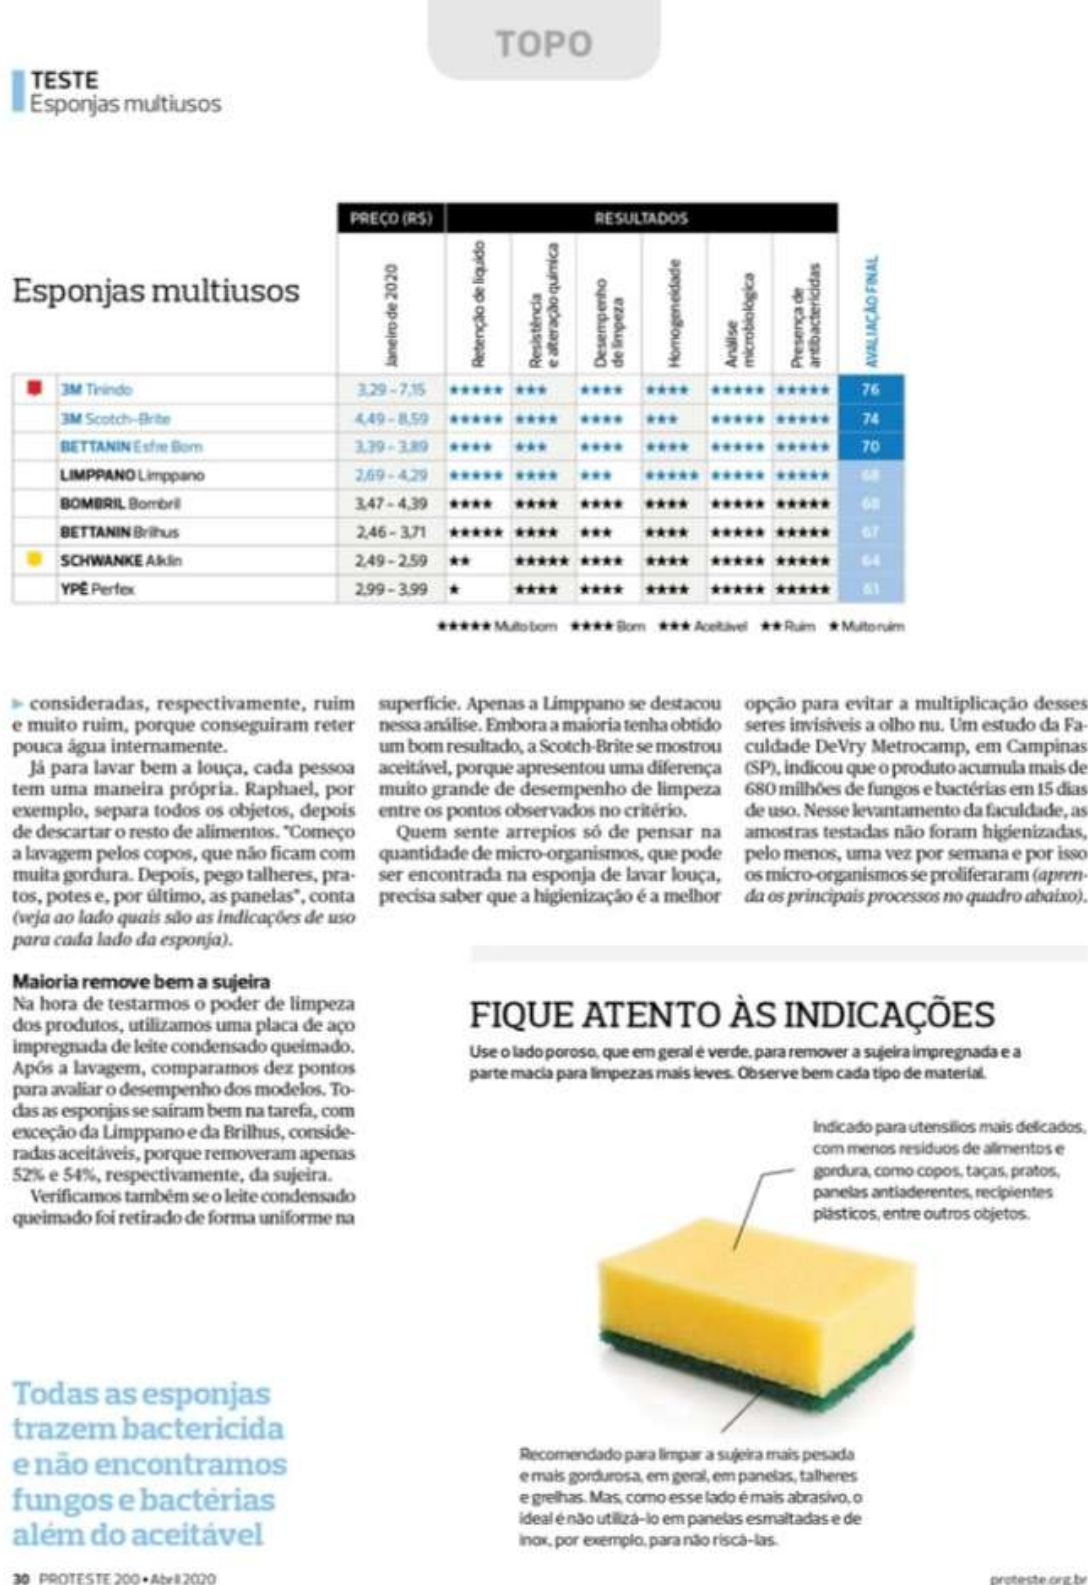 TOPO
TESTE
Esponjas multiusos
PREÇO (R$) RESULTADOS
Esponjas multiusos
Janeiro de 2020
Retenção de líquido
Resistência
e alteração química
Desempenho
de limpeza
Homogeneidade
Análise
microbiológica
Presença de
antibactericidas
AVALIAÇÃO FINAL
3M Tinindo 3,29 – 7,15 ★★★★★ ★★★ ★★★★ ★★★★ ★★★★★ ★★★★★ 76
3M Scotch-Brite 4,49 – 8,59 ★★★★★ ★★★★ ★★★★ ★★★ ★★★★★ ★★★★★ 74
BETTANIN Esfre Bom 3,39 – 3,89 ★★★★ ★★★ ★★★★ ★★★★ ★★★★★ ★★★★★ 70
LIMPPANO Limppano 2,69 – 4,29 ★★★★★ ★★★★ ★★★ ★★★★★ ★★★★★ ★★★★★ 68
BOMBRIL Bombril 3,47 – 4,39 ★★★★ ★★★★ ★★★★ ★★★★ ★★★★★ ★★★★★ 68
BETTANIN Brilhus 2,46 – 3,71 ★★★★★ ★★★★ ★★★ ★★★★ ★★★★★ ★★★★★ 67
SCHWANKE Alklin 2,49 – 2,59 ★★ ★★★★★ ★★★★ ★★★★ ★★★★★ ★★★★★ 64
YPÊ Perfex 2,99 – 3,99 ★ ★★★★ ★★★★ ★★★★ ★★★★★ ★★★★★ 61
★★★★★ Muito bom ★★★★ Bom ★★★ Aceitável ★★ Ruim ★ Muito ruim
consideradas, respectivamente, ruim
e muito ruim, porque conseguiram reter
pouca água internamente.
Já para lavar bem a louça, cada pessoa
tem uma maneira própria. Raphael, por
exemplo, separa todos os objetos, depois
de descartar o resto de alimentos. "Começo
a lavagem pelos copos, que não ficam com
muita gordura. Depois, pego talheres, pra-
tos, potes e, por último, as panelas", conta
(veja ao lado quais são as indicações de uso
para cada lado da esponja).
Maioria remove bem a sujeira
Na hora de testarmos o poder de limpeza
dos produtos, utilizamos uma placa de aço
impregnada de leite condensado queimado.
Após a lavagem, comparamos dez pontos
para avaliar o desempenho dos modelos. To-
das as esponjas se saíram bem na tarefa, com
exceção da Limppano e da Brilhus, conside-
radas aceitáveis, porque removeram apenas
52% e 54%, respectivamente, da sujeira.
Verificamos também se o leite condensado
queimado foi retirado de forma uniforme na
superfície. Apenas a Limppano se destacou
nessa análise. Embora a maioria tenha obtido
um bom resultado, a Scotch-Brite se mostrou
aceitável, porque apresentou uma diferença
muito grande de desempenho de limpeza
entre os pontos observados no critério.
Quem sente arrepios só de pensar na
quantidade de micro-organismos, que pode
ser encontrada na esponja de lavar louça,
precisa saber que a higienização é a melhor
opção para evitar a multiplicação desses
seres invisíveis a olho nu. Um estudo da Fa-
culdade DeVry Metrocamp, em Campinas
(SP), indicou que o produto acumula mais de
680 milhões de fungos e bactérias em 15 dias
de uso. Nesse levantamento da faculdade, as
amostras testadas não foram higienizadas,
pelo menos, uma vez por semana e por isso
os micro-organismos se proliferaram (apren-
da os principais processos no quadro abaixo).
FIQUE ATENTO ÀS INDICAÇÕES
Use o lado poroso, que em geral é verde, para remover a sujeira impregnada e a
parte macia para limpezas mais leves. Observe bem cada tipo de material.
Indicado para utensílios mais delicados,
com menos resíduos de alimentos e
gordura, como copos, taças, pratos,
panelas antiaderentes, recipientes
plásticos, entre outros objetos.
Recomendado para limpar a sujeira mais pesada
e mais gordurosa, em geral, em panelas, talheres
e grelhas. Mas, como esse lado é mais abrasivo, o
ideal é não utilizá-lo em panelas esmaltadas e de
inox, por exemplo, para não riscá-las.
Todas as esponjas
trazem bactericida
e não encontramos
fungos e bactérias
além do aceitável
30 PROTESTE 200 • Abril 2020
proteste.org.br